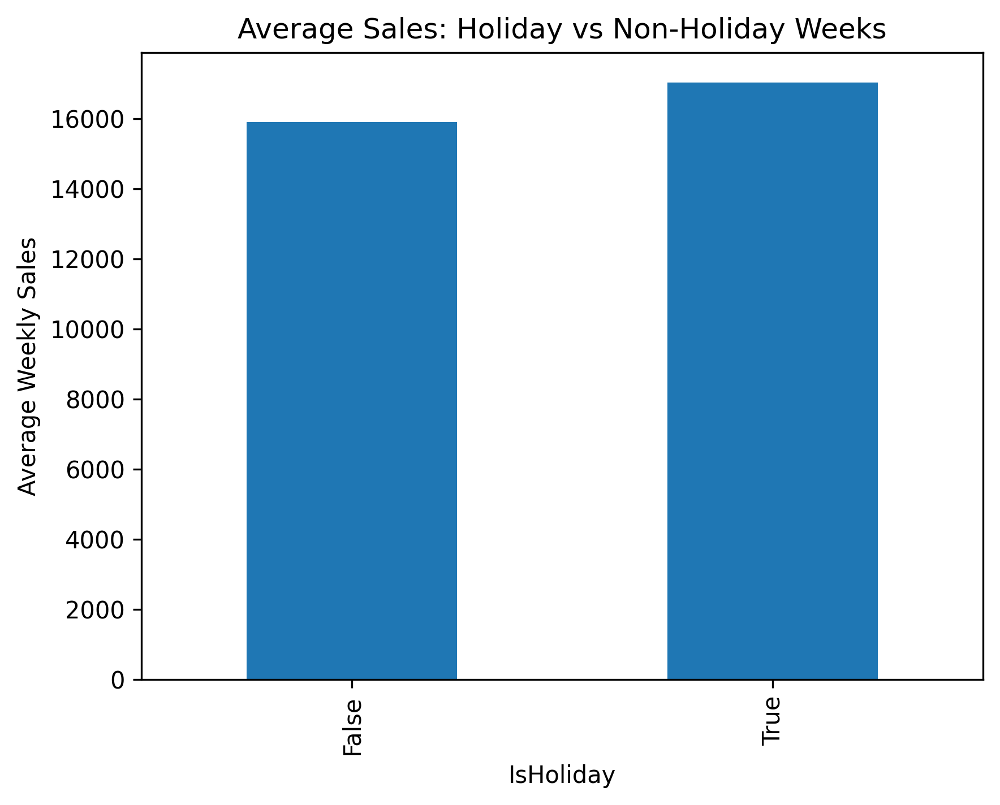 Average Sales: Holiday vs Non-Holiday Weeks
Average Weekly Sales
16000
14000
12000
10000
8000
6000
4000
2000
0
False
True
IsHoliday